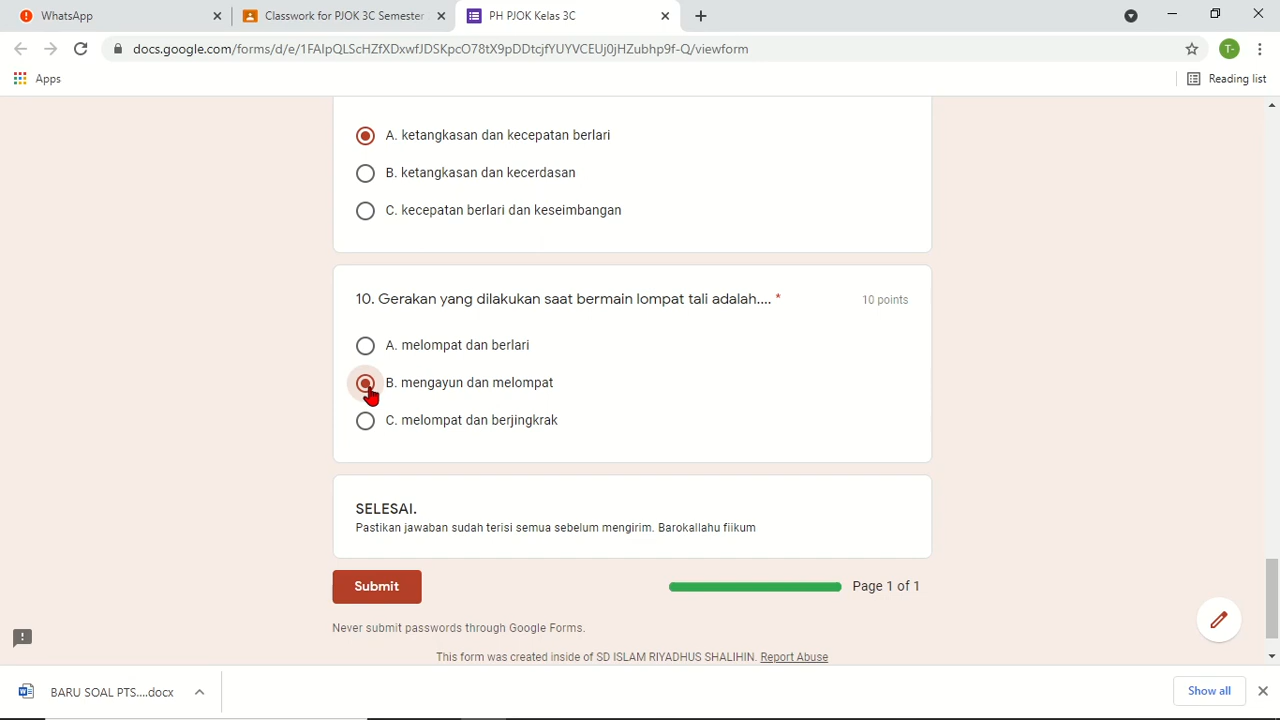 WhatsApp
Classwork for PJOK 3C Semester
PH PJOK Kelas 3C
docs.google.com/forms/d/e/1FAIpQLScHZfXDxwfJDSKpcO78tX9pDDtcjfYUYVCEUj0jHZubhp9f-Q/viewform
T-
Apps
Reading list
A. ketangkasan dan kecepatan berlari
B. ketangkasan dan kecerdasan
C. kecepatan berlari dan keseimbangan
10. Gerakan yang dilakukan saat bermain lompat tali adalah.... *
10 points
A. melompat dan berlari
B. mengayun dan melompat
C. melompat dan berjingkrak
SELESAI.
Pastikan jawaban sudah terisi semua sebelum mengirim. Barokallahu fiikum
Submit
Page 1 of 1
Never submit passwords through Google Forms.
This form was created inside of SD ISLAM RIYADHUS SHALIHIN. Report Abuse
BARU SOAL PTS....docx
Show all